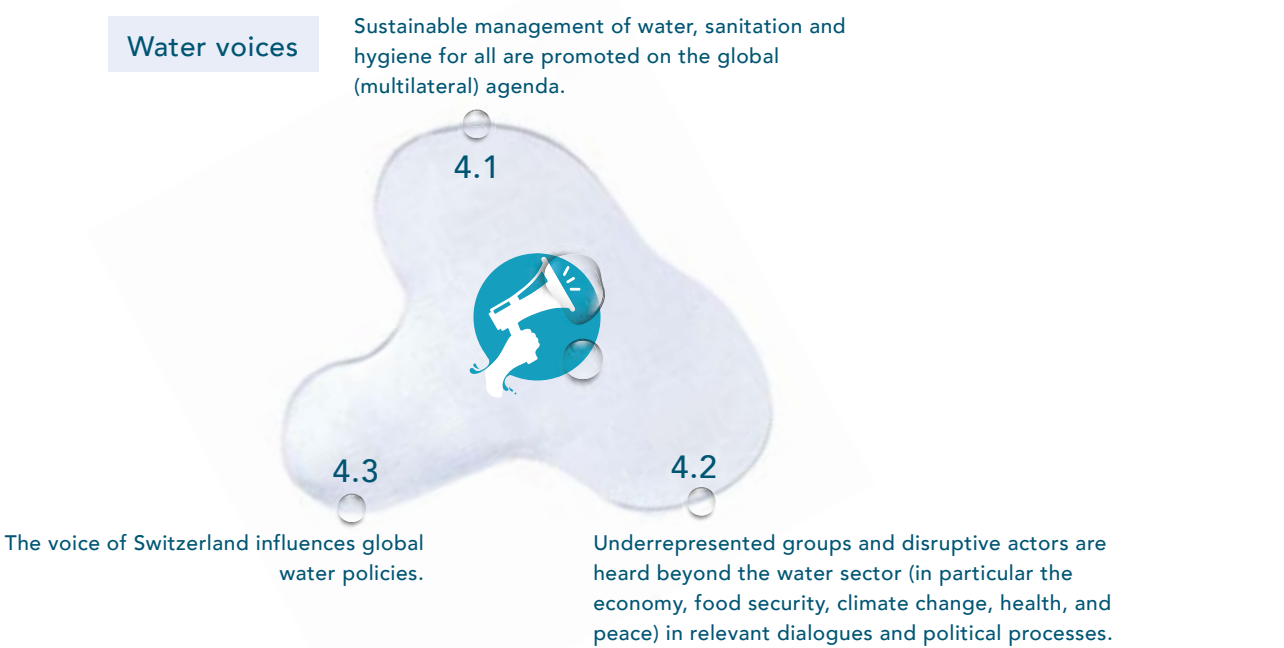 Water voices
Sustainable management of water, sanitation and
hygiene for all are promoted on the global
(multilateral) agenda.
4.1
4.3
4.2
The voice of Switzerland influences global
water policies.
Underrepresented groups and disruptive actors are
heard beyond the water sector (in particular the
economy, food security, climate change, health, and
peace) in relevant dialogues and political processes.